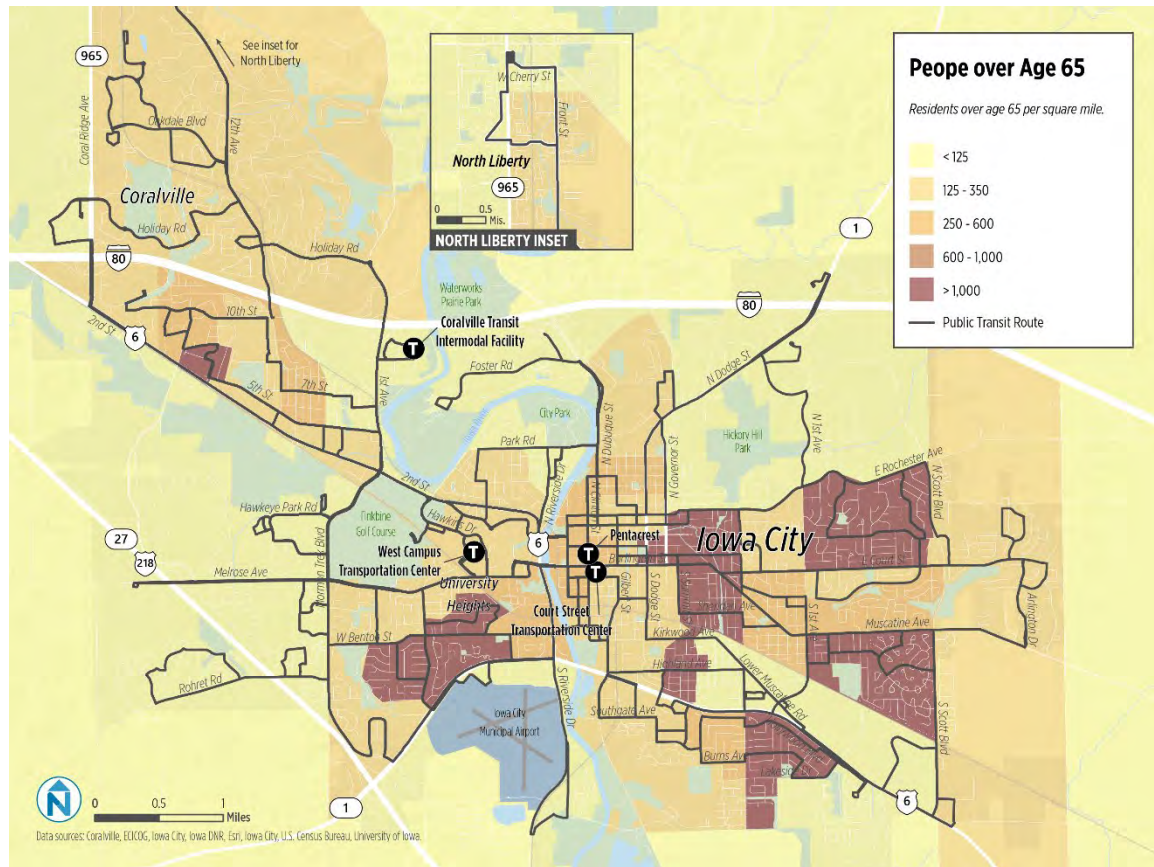 965
See inset for
North Liberty
Coral Ridge Ave
Oakdale Blvd
12th Ave
Coralville
Holiday Rd
Holiday Rd
80
W Cherry St
Front St
North Liberty
965
0 0.5
Mis.
NORTH LIBERTY INSET
Peope over Age 65
Residents over age 65 per square mile.
< 125
125 - 350
250 - 600
600 - 1,000
> 1,000
Public Transit Route
1
80
Waterworks
Prairie Park
Coralville Transit
Intermodal Facility
T
2nd St
6
10th St
7th St
5th St
1st Ave
Foster Rd
City Park
Park Rd
N Dubuque St
N Dodge St
N Governor St
Hickory Hill
Park
N 1st Ave
E Rochester Ave
N Scott Blvd
2nd St
Hawkeye Park Rd
Finkbine
Golf Course
Hawkins Dr
N Riverside Dr
N Clinton St
6
27
218
Melrose Ave
Mormon Trek Blvd
West Campus
Transportation Center
T
University
Heights
T
Pentacrest
T
Iowa City
Court Street
Transportation Center
Gilbert St
S Dodge St
Kirkwood Ave
S 1st Ave
Muscatine Ave
Arlington Dr
W Benton St
Rohret Rd
Highland Ave
Lower Muscatine Rd
Southgate Ave
Burns Ave
S Riverside Dr
Iowa City
Municipal Airport
S Scott Blvd
6
1
N
0 0.5 1
Miles
Data sources: Coralville, ECICOG, Iowa City, Iowa DNR, Esri, Iowa City, U.S. Census Bureau, University of Iowa.